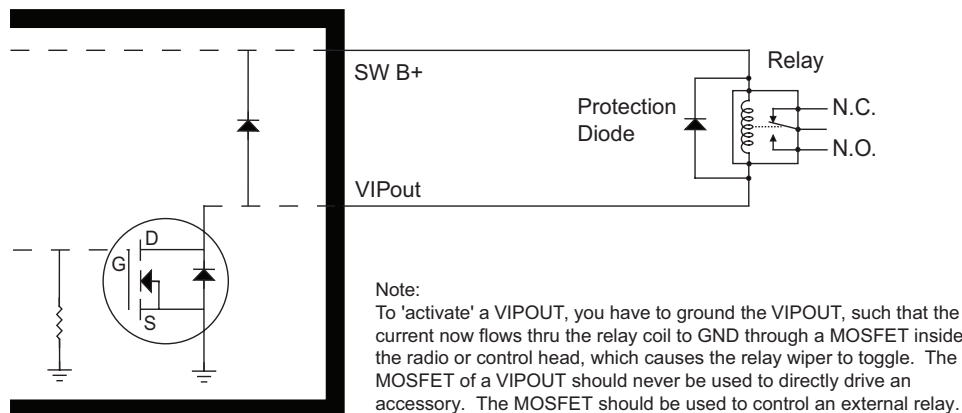 SW B+
Relay
Protection
Diode
N.C.
N.O.
VIPout
D
G
S
Note:
To 'activate' a VIPOUT, you have to ground the VIPOUT, such that the
current now flows thru the relay coil to GND through a MOSFET inside
the radio or control head, which causes the relay wiper to toggle. The
MOSFET of a VIPOUT should never be used to directly drive an
accessory. The MOSFET should be used to control an external relay.